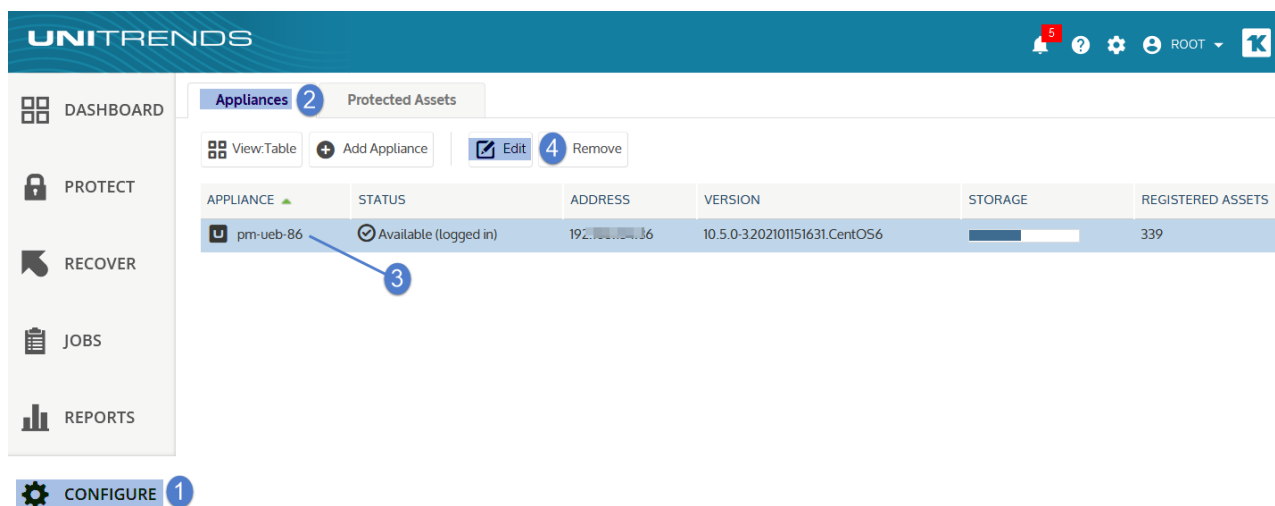 UNITRENDS
5
ROOT
DASHBOARD
PROTECT
RECOVER
JOBS
REPORTS
CONFIGURE 1
Appliances 2 Protected Assets
View:Table Add Appliance Edit 4 Remove
APPLIANCE STATUS ADDRESS VERSION STORAGE REGISTERED ASSETS
pm-ueb-86 Available (logged in) 10.5.0-3.202101151631.CentOS6 339
3